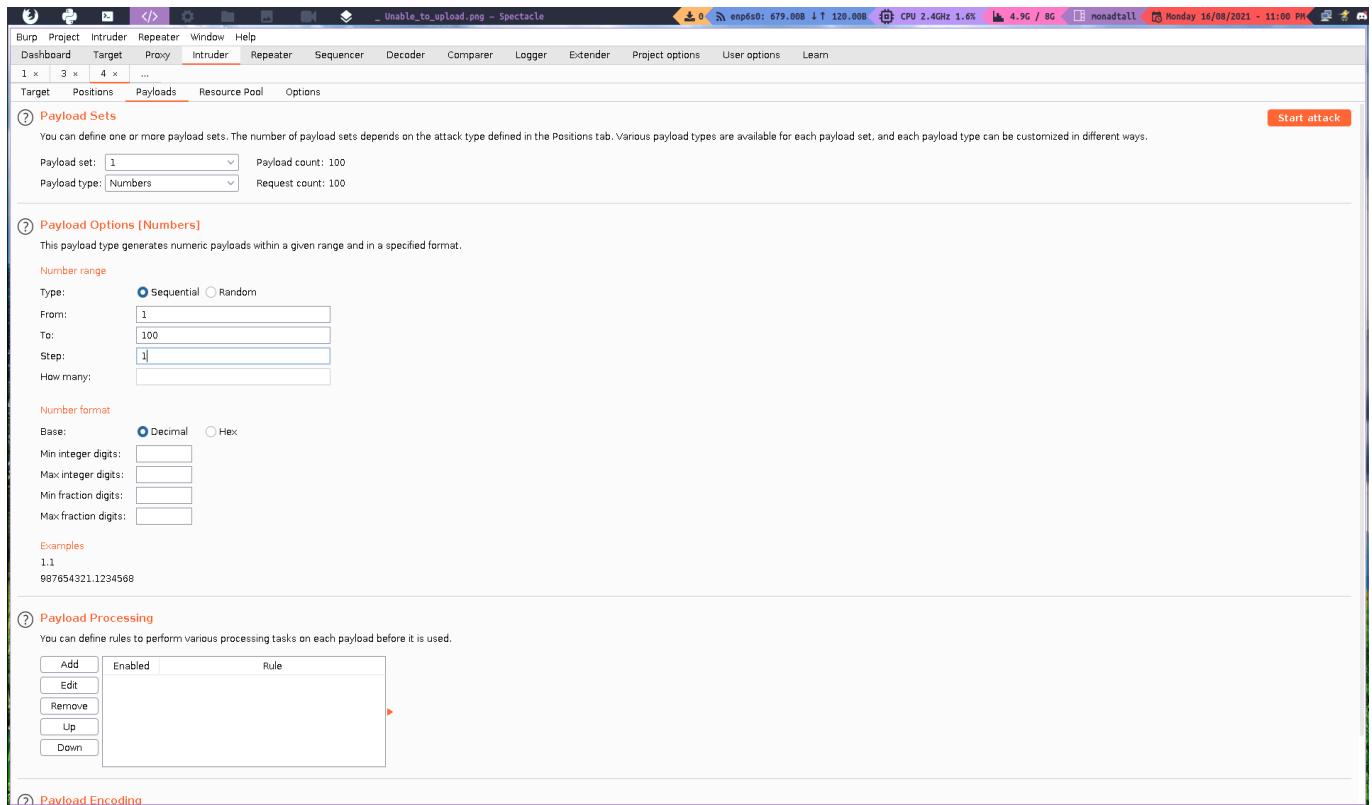 _ Unable_to_upload.png – Spectacle
0
enp6s0: 679.00B ↓↑ 120.00B
CPU 2.4GHz 1.6%
4.9G / 8G
monadtall
Monday 16/08/2021 - 11:00 PM
Burp Project Intruder Repeater Window Help
Dashboard Target Proxy Intruder Repeater Sequencer Decoder Comparer Logger Extender Project options User options Learn
1 × 3 × 4 × ...
Target Positions Payloads Resource Pool Options
? Payload Sets
Start attack
You can define one or more payload sets. The number of payload sets depends on the attack type defined in the Positions tab. Various payload types are available for each payload set, and each payload type can be customized in different ways.
Payload set: 1 Payload count: 100
Payload type: Numbers Request count: 100
? Payload Options [Numbers]
This payload type generates numeric payloads within a given range and in a specified format.
Number range
Type: Sequential Random
From: 1
To: 100
Step: 1
How many:
Number format
Base: Decimal Hex
Min integer digits:
Max integer digits:
Min fraction digits:
Max fraction digits:
Examples
1.1
987654321.1234568
? Payload Processing
You can define rules to perform various processing tasks on each payload before it is used.
Add Enabled Rule
Edit
Remove
Up
Down
? Payload Encoding